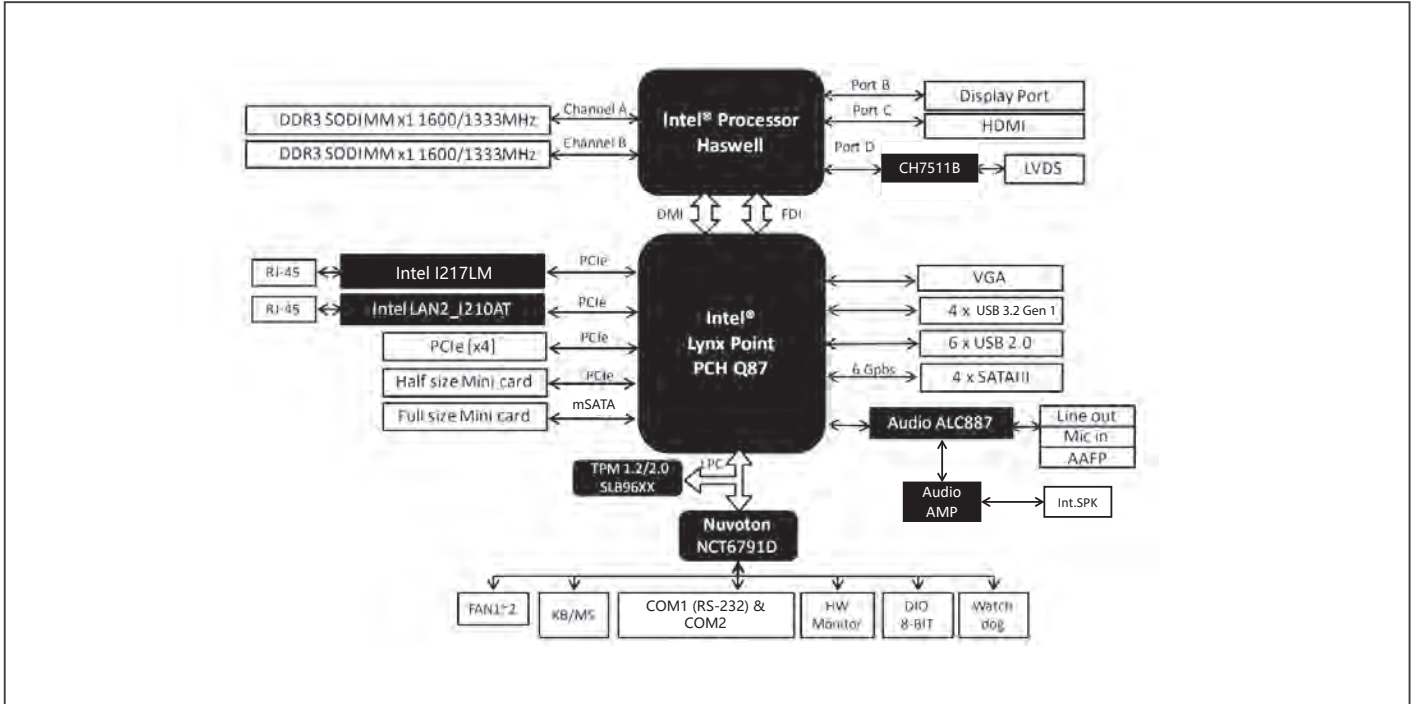 DDR3 SODIMM x1 1600/1333MHz
Channel A
DDR3 SODIMM x1 1600/1333MHz
Channel B
Intel® Processor
Haswell
Port B
Display Port
Port C
HDMI
Port D
CH7511B
LVDS
DMI
FDI
RJ-45
Intel I217LM
PCIe
RJ-45
Intel LAN2_I210AT
PCIe
PCIe [x4]
PCIe
Half size Mini card
PCIe
Full size Mini card
mSATA
Intel®
Lynx Point
PCH Q87
VGA
4 x USB 3.2 Gen 1
6 x USB 2.0
6 Gpbs
4 x SATAIII
Audio ALC887
Line out
Mic in
AAFP
Audio
AMP
Int.SPK
TPM 1.2/2.0
SLB96XX
LPC
Nuvoton
NCT6791D
FAN1~2
KB/MS
COM1 (RS-232) &
COM2
HW
Monitor
DIO
8-BIT
Watch
dog